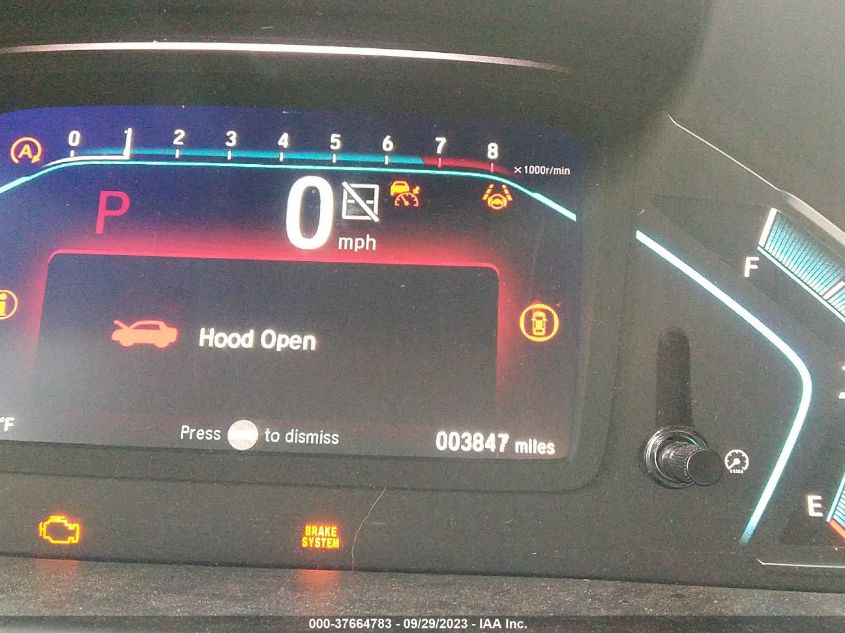 A
0 1 2 3 4 5 6 7 8
x1000r/min
P
0
mph
F
i
Hood Open
°F
Press to dismiss
003847 miles
E
BRAKE
SYSTEM
000-37664783 - 09/29/2023 - IAA Inc.